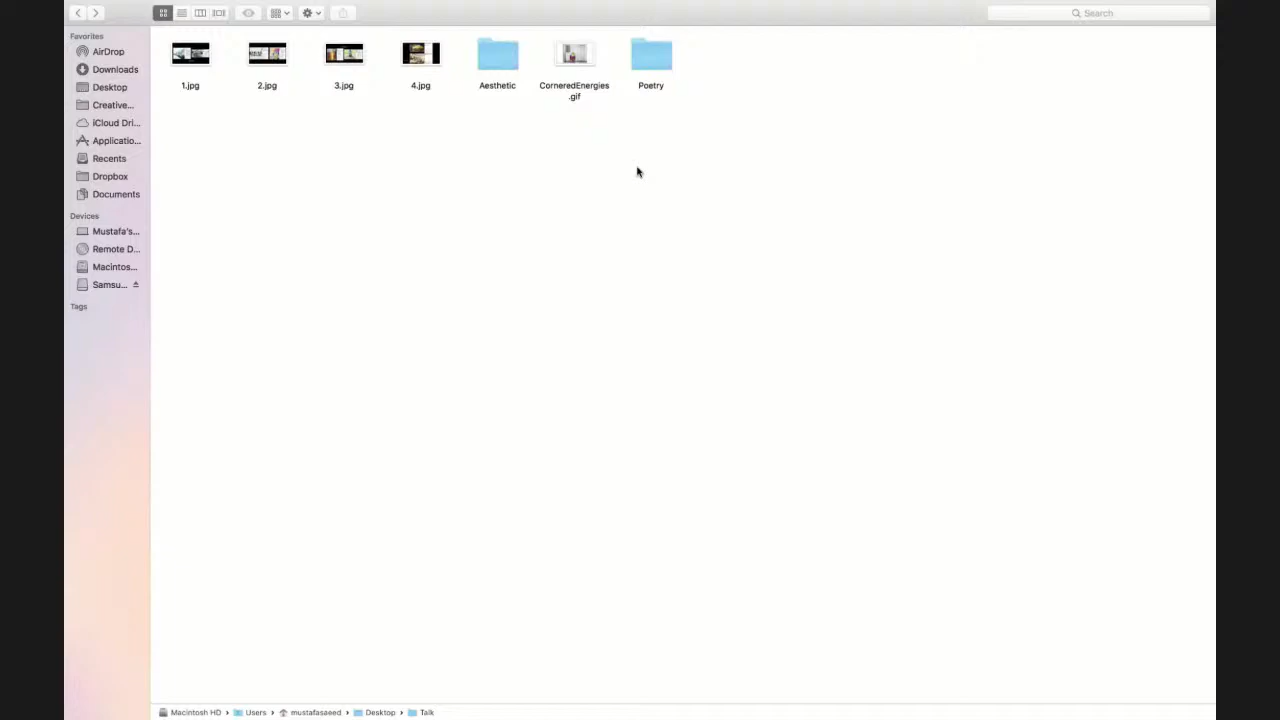 Search
Favorites
AirDrop
Downloads
Desktop
Creative...
iCloud Dri...
Applicatio...
Recents
Dropbox
Documents
Devices
Mustafa's...
Remote D...
Macintos...
Samsu...
Tags
1.jpg
2.jpg
3.jpg
4.jpg
Aesthetic
CorneredEnergies
.gif
Poetry
Macintosh HD › Users › mustafasaeed › Desktop › Talk